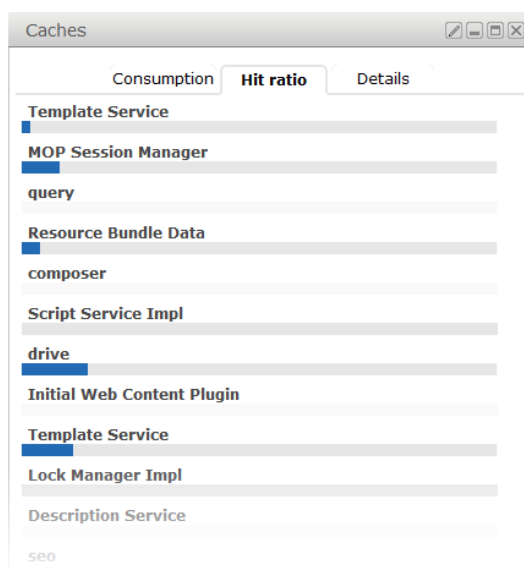 Caches
Consumption Hit ratio Details
Template Service
MOP Session Manager
query
Resource Bundle Data
composer
Script Service Impl
drive
Initial Web Content Plugin
Template Service
Lock Manager Impl
Description Service
seo